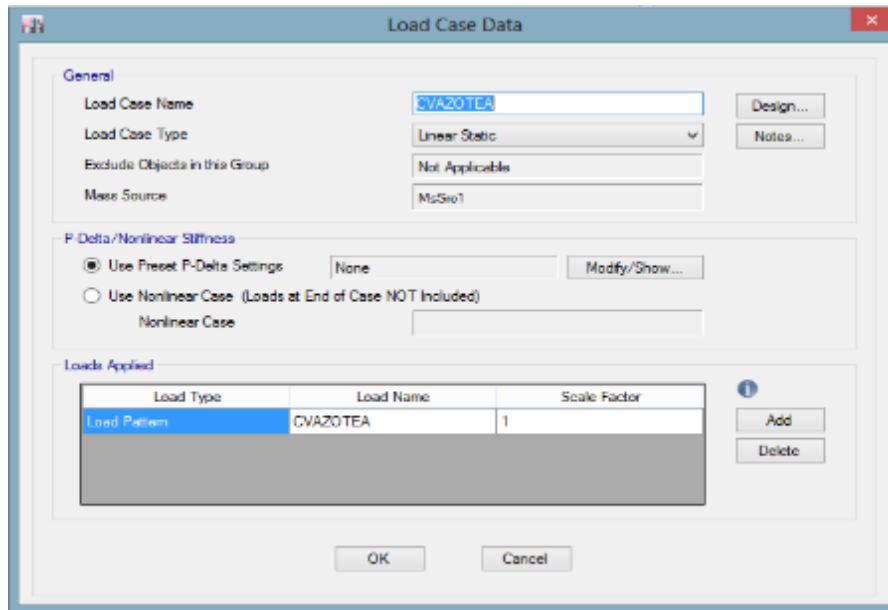 Load Case Data
General
Load Case Name CVAZOTEA Design...
Load Case Type Linear Static Notes...
Exclude Objects in this Group Not Applicable
Mass Source MsSrc1
P-Delta/Nonlinear Stiffness
Use Preset P-Delta Settings None Modify/Show...
Use Nonlinear Case (Loads at End of Case NOT Included)
Nonlinear Case
Loads Applied
Load Type Load Name Scale Factor
Load Pattern CVAZOTEA 1
Add
Delete
OK Cancel